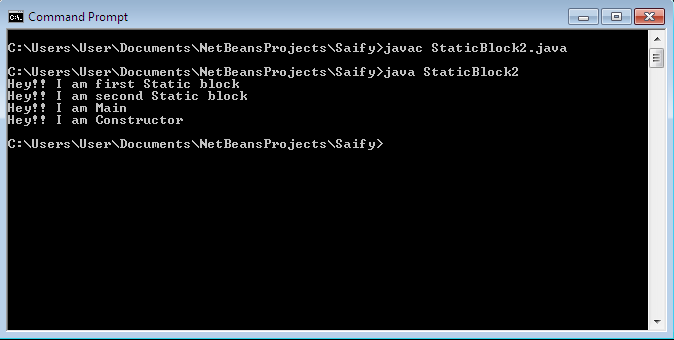 Command Prompt
C:\Users\User\Documents\NetBeansProjects\Saify>javac StaticBlock2.java
C:\Users\User\Documents\NetBeansProjects\Saify>java StaticBlock2
Hey!! I am first Static block
Hey!! I am second Static block
Hey!! I am Main
Hey!! I am Constructor
C:\Users\User\Documents\NetBeansProjects\Saify>